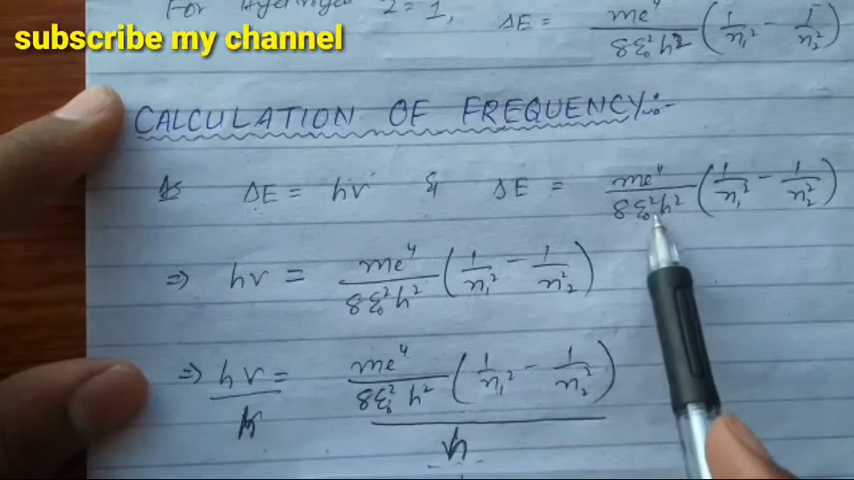 For Hydrogen Z = 1, ΔE = me⁴/8ε₀²h² (1/n₁² − 1/n₂²)
subscribe my channel
CALCULATION OF FREQUENCY:-
As ΔE = hν & ΔE = me⁴/8ε₀²h² (1/n₁² − 1/n₂²)
⇒ hν = me⁴/8ε₀²h² (1/n₁² − 1/n₂²)
⇒ hν/h = me⁴/8ε₀²h² (1/n₁² − 1/n₂²)/h